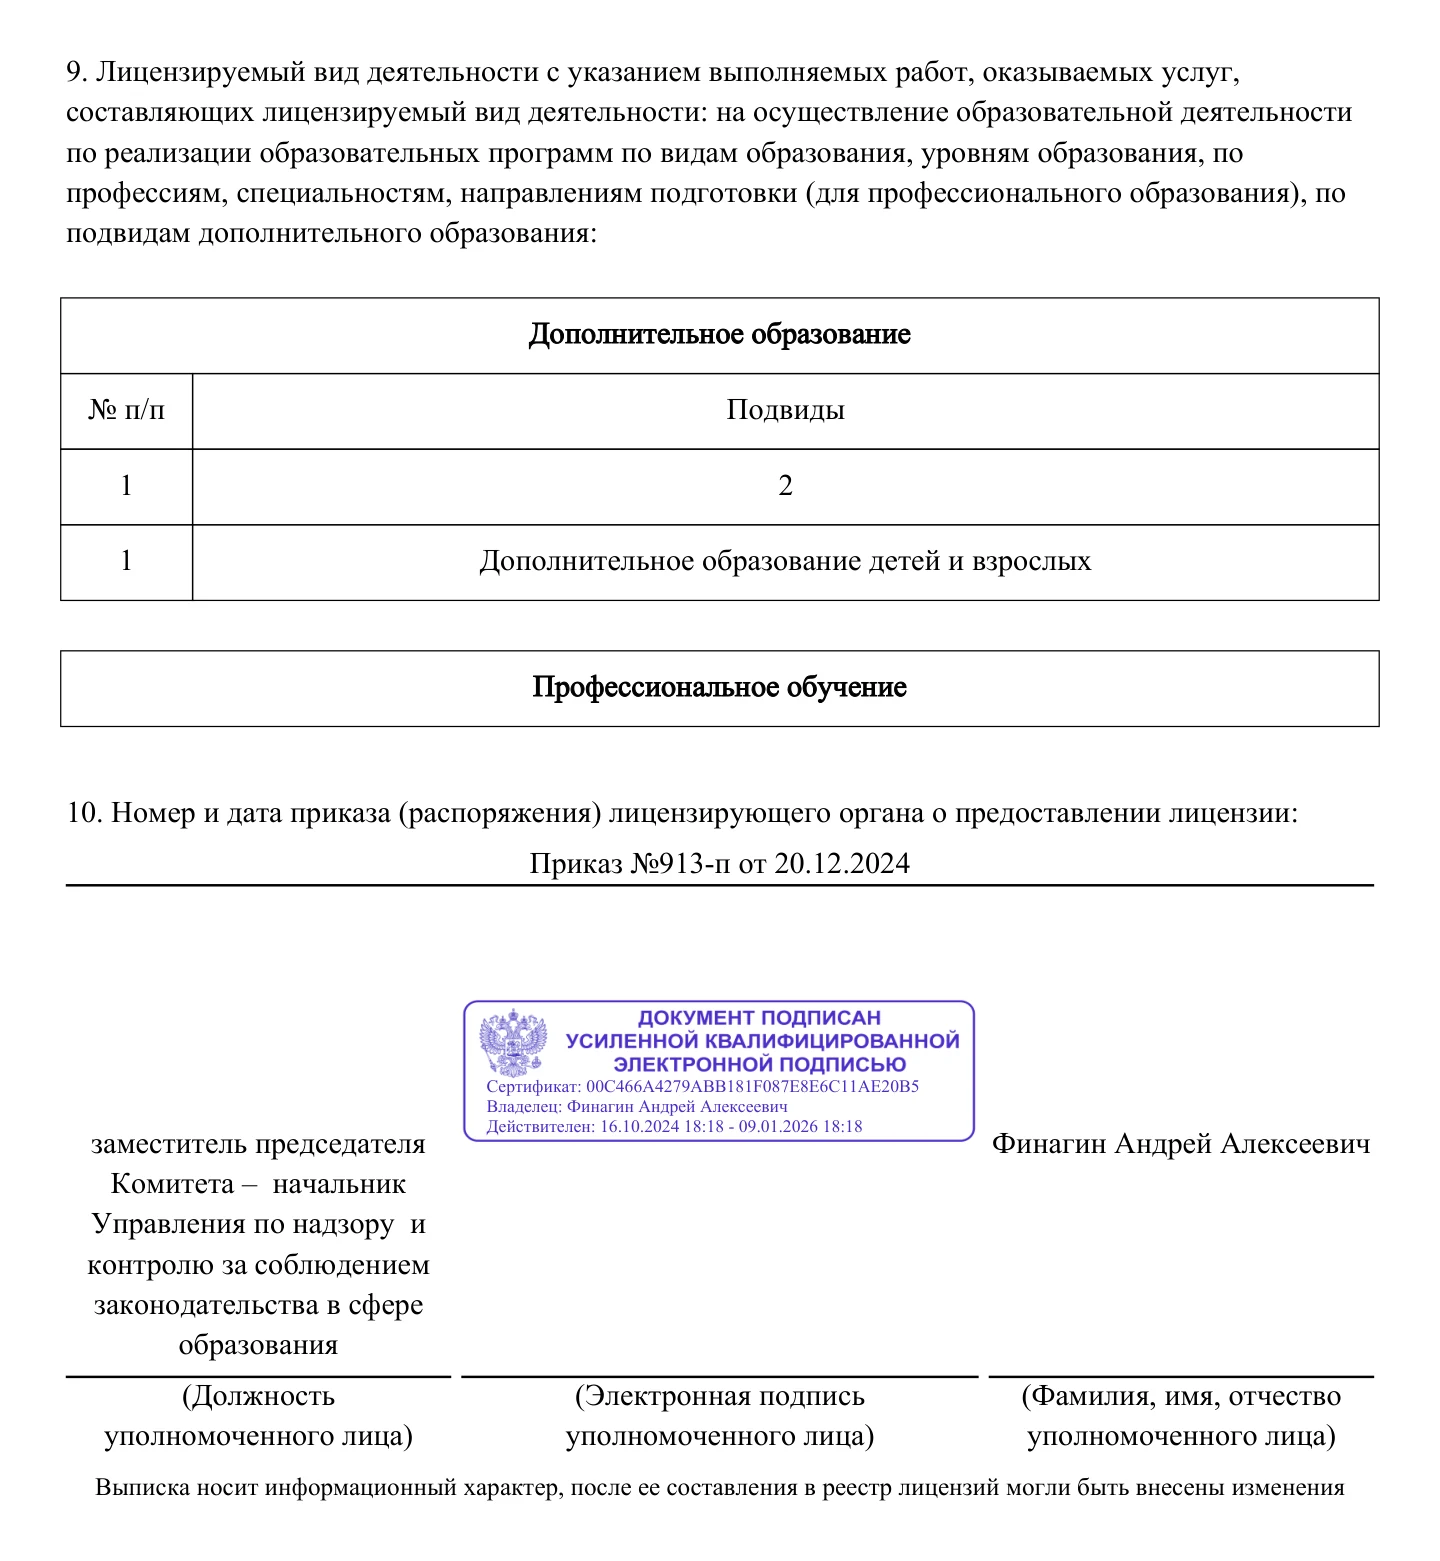 9. Лицензируемый вид деятельности с указанием выполняемых работ, оказываемых услуг,
составляющих лицензируемый вид деятельности: на осуществление образовательной деятельности
по реализации образовательных программ по видам образования, уровням образования, по
профессиям, специальностям, направлениям подготовки (для профессионального образования), по
подвидам дополнительного образования:
Дополнительное образование
№ п/п Подвиды
1 2
1 Дополнительное образование детей и взрослых
Профессиональное обучение
10. Номер и дата приказа (распоряжения) лицензирующего органа о предоставлении лицензии:
Приказ №913-п от 20.12.2024
ДОКУМЕНТ ПОДПИСАН
УСИЛЕННОЙ КВАЛИФИЦИРОВАННОЙ
ЭЛЕКТРОННОЙ ПОДПИСЬЮ
Сертификат: 00C466A4279ABB181F087E8E6C11AE20B5
Владелец: Финагин Андрей Алексеевич
Действителен: 16.10.2024 18:18 - 09.01.2026 18:18
заместитель председателя
Комитета – начальник
Управления по надзору и
контролю за соблюдением
законодательства в сфере
образования
Финагин Андрей Алексеевич
(Должность
уполномоченного лица)
(Электронная подпись
уполномоченного лица)
(Фамилия, имя, отчество
уполномоченного лица)
Выписка носит информационный характер, после ее составления в реестр лицензий могли быть внесены изменения